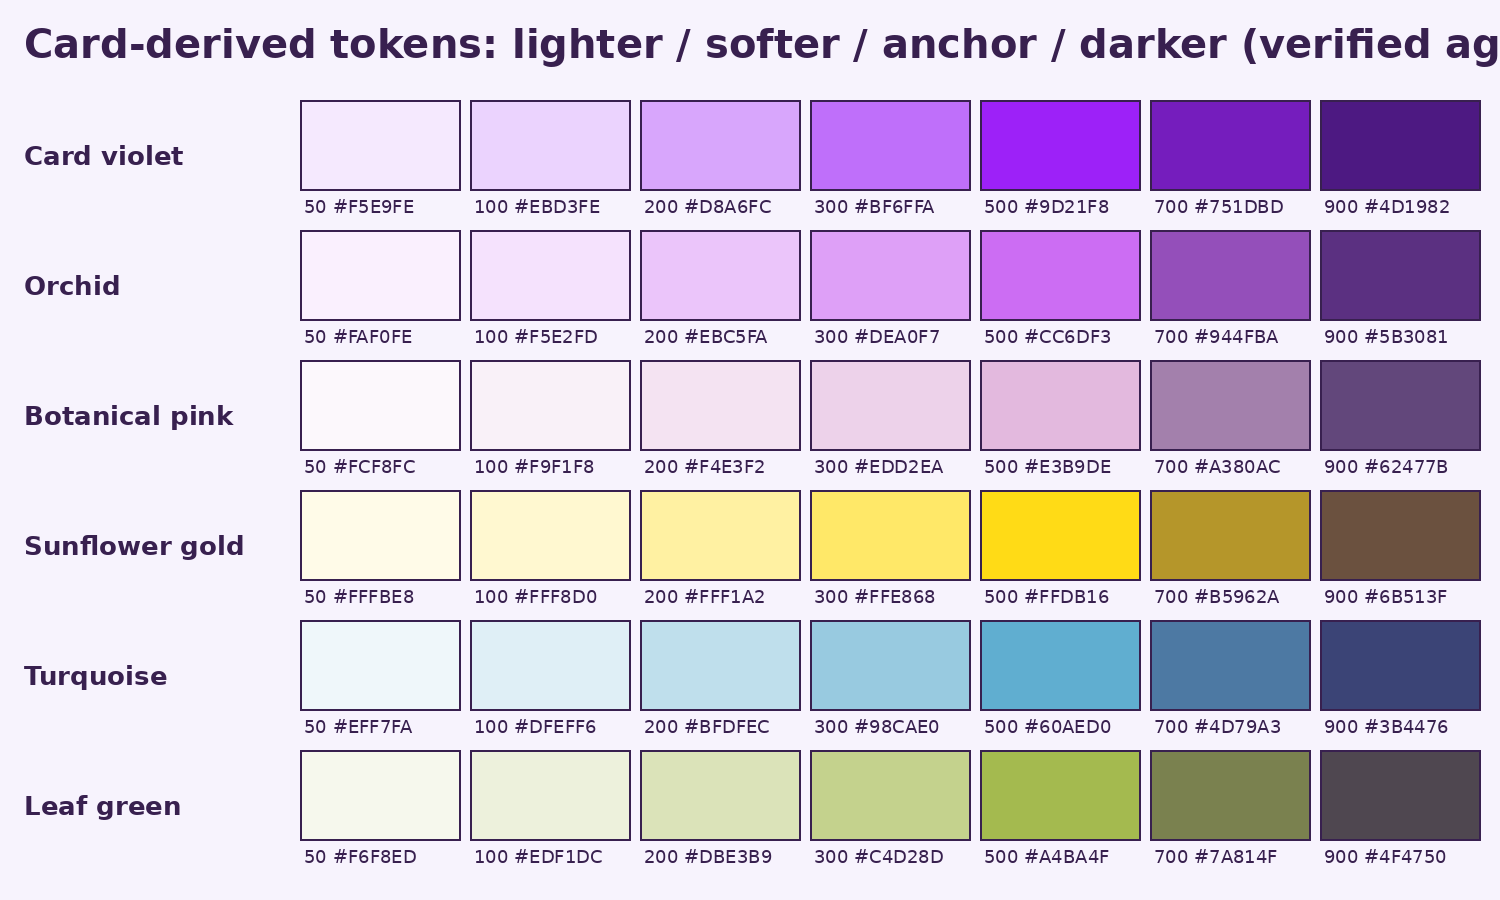 Card-derived tokens: lighter / softer / anchor / darker (verified ag
Card violet
50 #F5E9FE 100 #EBD3FE 200 #D8A6FC 300 #BF6FFA 500 #9D21F8 700 #751DBD 900 #4D1982
Orchid
50 #FAF0FE 100 #F5E2FD 200 #EBC5FA 300 #DEA0F7 500 #CC6DF3 700 #944FBA 900 #5B3081
Botanical pink
50 #FCF8FC 100 #F9F1F8 200 #F4E3F2 300 #EDD2EA 500 #E3B9DE 700 #A380AC 900 #62477B
Sunflower gold
50 #FFFBE8 100 #FFF8D0 200 #FFF1A2 300 #FFE868 500 #FFDB16 700 #B5962A 900 #6B513F
Turquoise
50 #EFF7FA 100 #DFEFF6 200 #BFDFEC 300 #98CAE0 500 #60AED0 700 #4D79A3 900 #3B4476
Leaf green
50 #F6F8ED 100 #EDF1DC 200 #DBE3B9 300 #C4D28D 500 #A4BA4F 700 #7A814F 900 #4F4750